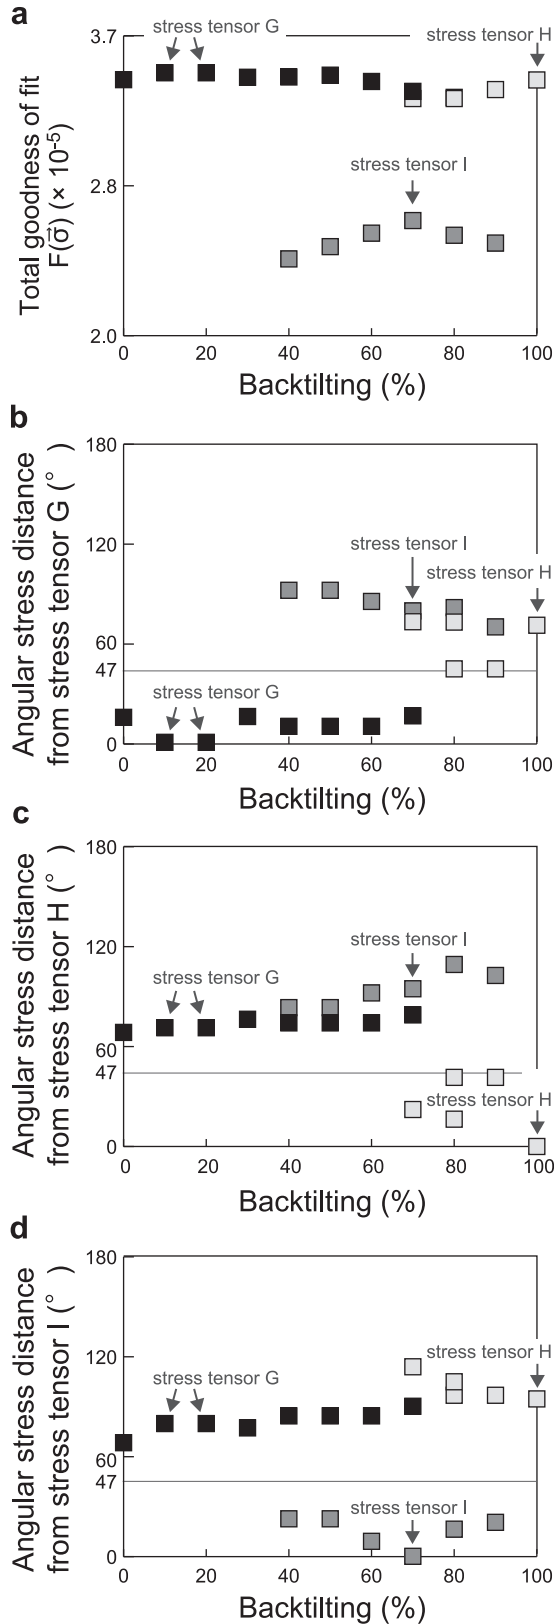 a
stress tensor G
stress tensor H
3.7
2.8
2.0
stress tensor I
Total goodness of fit
F(σ⃗) (× 10⁻⁵)
0 20 40 60 80 100
Backtilting (%)
b
180
120
60
47
0
stress tensor I
stress tensor H
stress tensor G
Angular stress distance
from stress tensor G (°)
0 20 40 60 80 100
Backtilting (%)
c
180
120
60
47
0
stress tensor I
stress tensor G
stress tensor H
Angular stress distance
from stress tensor H (°)
0 20 40 60 80 100
Backtilting (%)
d
180
120
60
47
0
stress tensor H
stress tensor G
stress tensor I
Angular stress distance
from stress tensor I (°)
0 20 40 60 80 100
Backtilting (%)